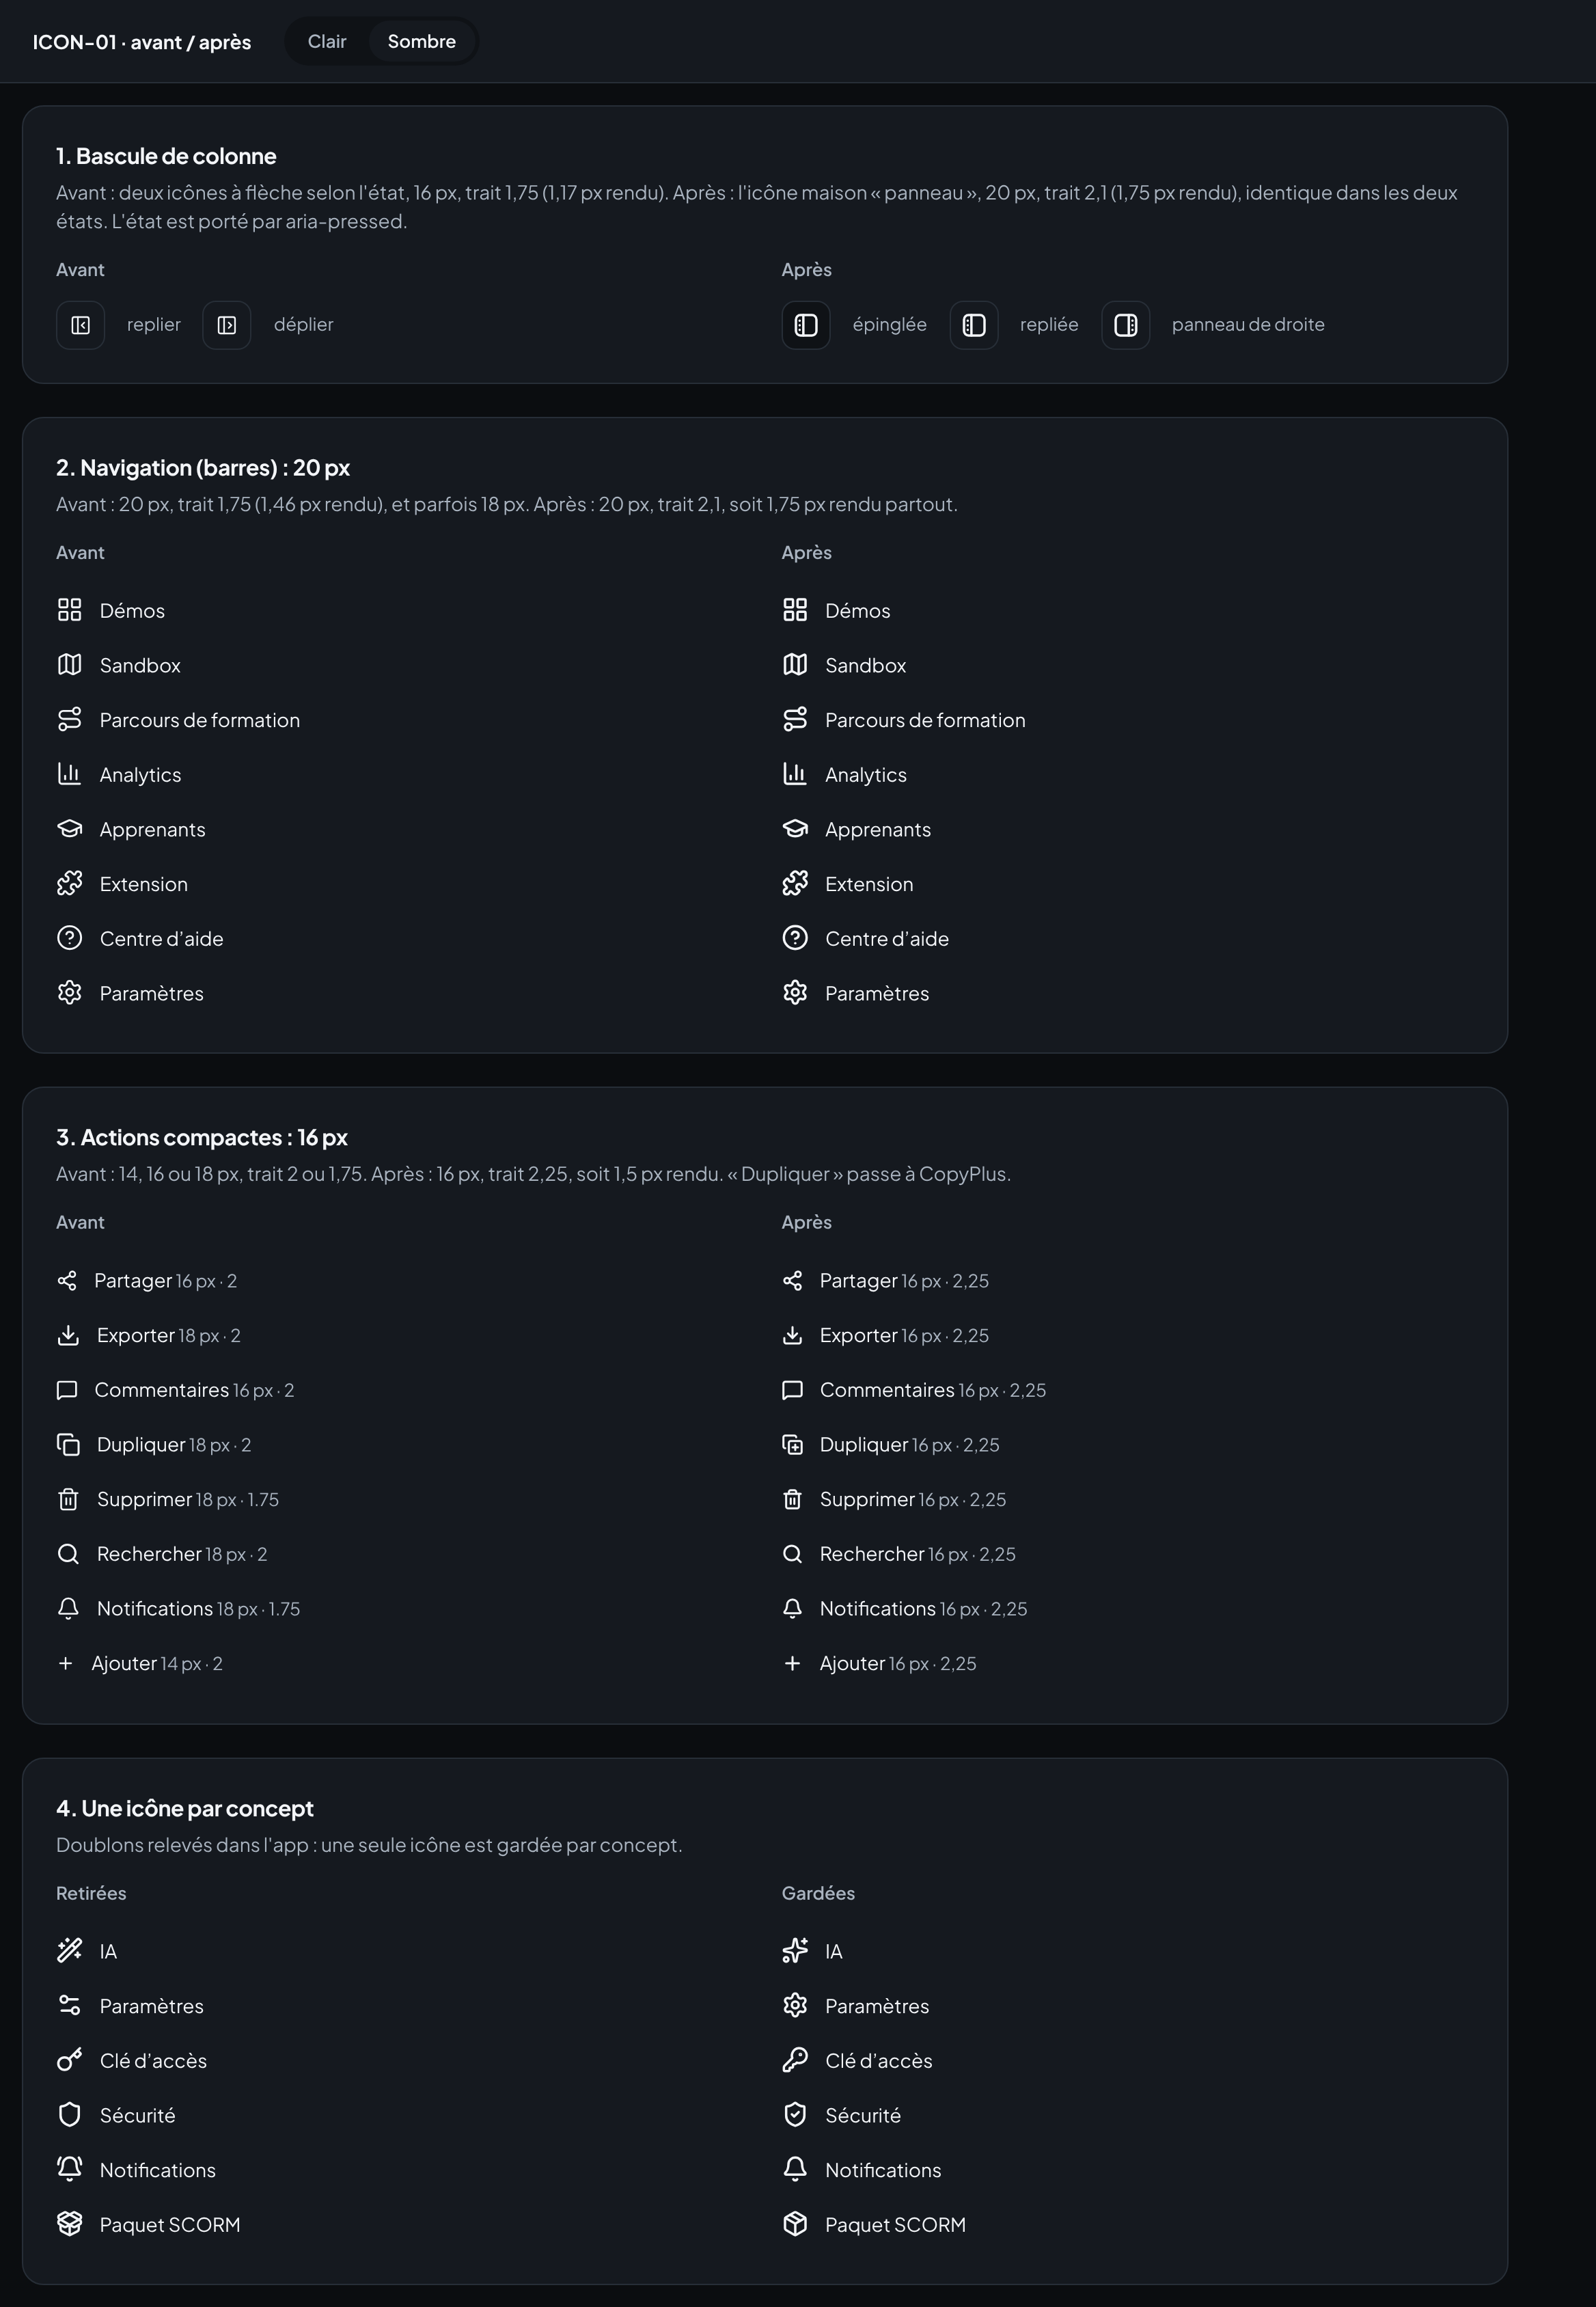 ICON-01 · avant / après
Clair
Sombre
1. Bascule de colonne
Avant : deux icônes à flèche selon l'état, 16 px, trait 1,75 (1,17 px rendu). Après : l'icône maison « panneau », 20 px, trait 2,1 (1,75 px rendu), identique dans les deux
états. L'état est porté par aria-pressed.
Avant
replier
déplier
Après
épinglée
repliée
panneau de droite
2. Navigation (barres) : 20 px
Avant : 20 px, trait 1,75 (1,46 px rendu), et parfois 18 px. Après : 20 px, trait 2,1, soit 1,75 px rendu partout.
Avant
Démos
Sandbox
Parcours de formation
Analytics
Apprenants
Extension
Centre d’aide
Paramètres
Après
Démos
Sandbox
Parcours de formation
Analytics
Apprenants
Extension
Centre d’aide
Paramètres
3. Actions compactes : 16 px
Avant : 14, 16 ou 18 px, trait 2 ou 1,75. Après : 16 px, trait 2,25, soit 1,5 px rendu. « Dupliquer » passe à CopyPlus.
Avant
Partager 16 px · 2
Exporter 18 px · 2
Commentaires 16 px · 2
Dupliquer 18 px · 2
Supprimer 18 px · 1.75
Rechercher 18 px · 2
Notifications 18 px · 1.75
Ajouter 14 px · 2
Après
Partager 16 px · 2,25
Exporter 16 px · 2,25
Commentaires 16 px · 2,25
Dupliquer 16 px · 2,25
Supprimer 16 px · 2,25
Rechercher 16 px · 2,25
Notifications 16 px · 2,25
Ajouter 16 px · 2,25
4. Une icône par concept
Doublons relevés dans l'app : une seule icône est gardée par concept.
Retirées
IA
Paramètres
Clé d’accès
Sécurité
Notifications
Paquet SCORM
Gardées
IA
Paramètres
Clé d’accès
Sécurité
Notifications
Paquet SCORM